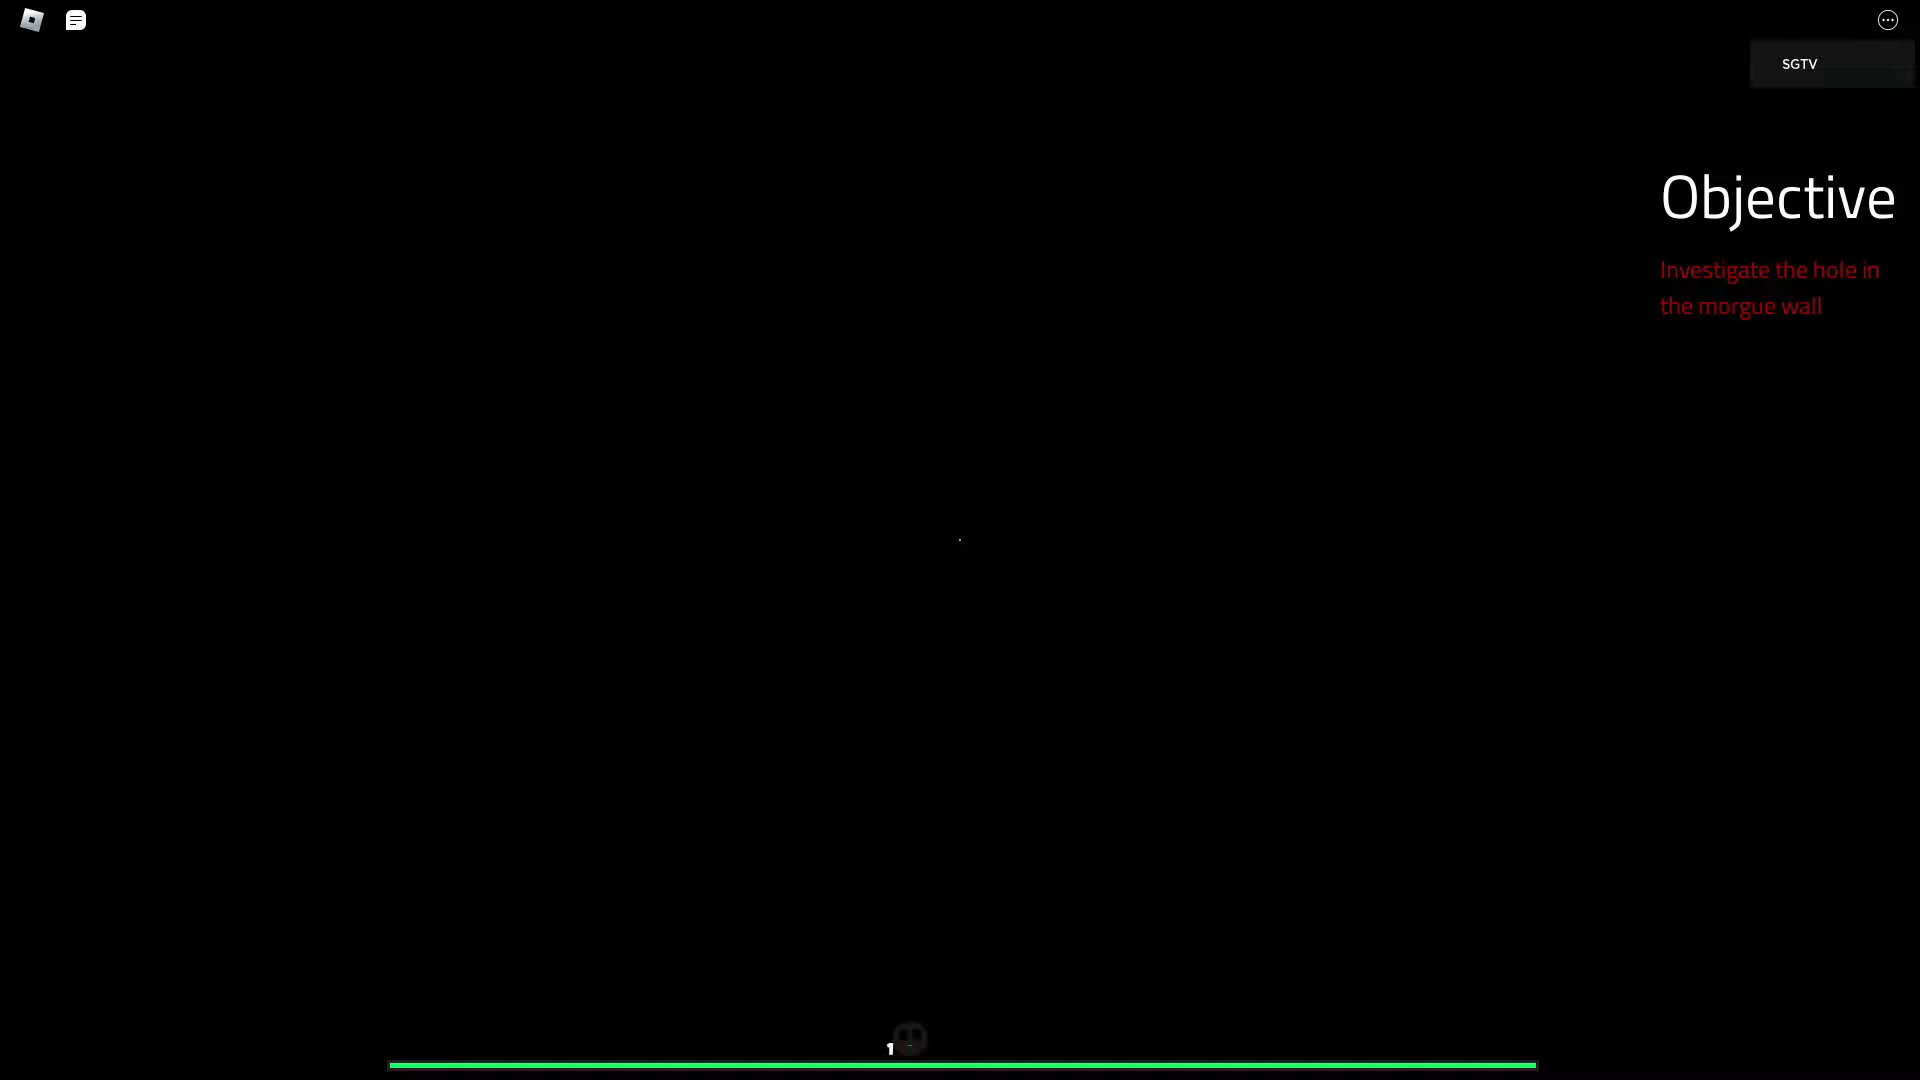 SGTV
Objective
Investigate the hole in
the morgue wall
1